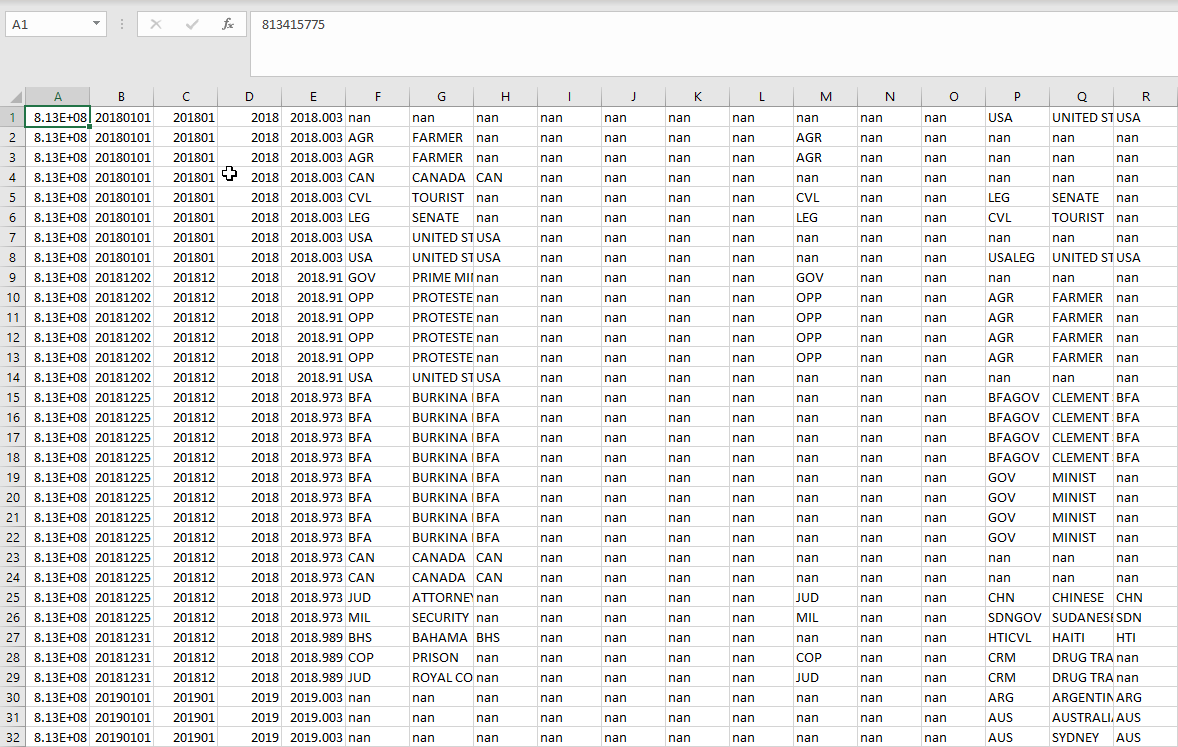 A1 fx 813415775
A B C D E F G H I J K L M N O P Q R
1 8.13E+08 20180101 201801 2018 2018.003 nan nan nan nan nan nan nan nan nan nan USA UNITED ST USA
2 8.13E+08 20180101 201801 2018 2018.003 AGR FARMER nan nan nan nan nan AGR nan nan nan nan nan
3 8.13E+08 20180101 201801 2018 2018.003 AGR FARMER nan nan nan nan nan AGR nan nan nan nan nan
4 8.13E+08 20180101 201801 2018 2018.003 CAN CANADA CAN nan nan nan nan nan nan nan nan nan nan
5 8.13E+08 20180101 201801 2018 2018.003 CVL TOURIST nan nan nan nan nan CVL nan nan LEG SENATE nan
6 8.13E+08 20180101 201801 2018 2018.003 LEG SENATE nan nan nan nan nan LEG nan nan CVL TOURIST nan
7 8.13E+08 20180101 201801 2018 2018.003 USA UNITED ST USA nan nan nan nan nan nan nan nan nan nan
8 8.13E+08 20180101 201801 2018 2018.003 USA UNITED ST USA nan nan nan nan nan nan nan USALEG UNITED ST USA
9 8.13E+08 20181202 201812 2018 2018.91 GOV PRIME MI nan nan nan nan nan GOV nan nan nan nan nan
10 8.13E+08 20181202 201812 2018 2018.91 OPP PROTESTE nan nan nan nan nan OPP nan nan AGR FARMER nan
11 8.13E+08 20181202 201812 2018 2018.91 OPP PROTESTE nan nan nan nan nan OPP nan nan AGR FARMER nan
12 8.13E+08 20181202 201812 2018 2018.91 OPP PROTESTE nan nan nan nan nan OPP nan nan AGR FARMER nan
13 8.13E+08 20181202 201812 2018 2018.91 OPP PROTESTE nan nan nan nan nan OPP nan nan AGR FARMER nan
14 8.13E+08 20181202 201812 2018 2018.91 USA UNITED ST USA nan nan nan nan nan nan nan nan nan nan
15 8.13E+08 20181225 201812 2018 2018.973 BFA BURKINA BFA nan nan nan nan nan nan nan BFAGOV CLEMENT BFA
16 8.13E+08 20181225 201812 2018 2018.973 BFA BURKINA BFA nan nan nan nan nan nan nan BFAGOV CLEMENT BFA
17 8.13E+08 20181225 201812 2018 2018.973 BFA BURKINA BFA nan nan nan nan nan nan nan BFAGOV CLEMENT BFA
18 8.13E+08 20181225 201812 2018 2018.973 BFA BURKINA BFA nan nan nan nan nan nan nan BFAGOV CLEMENT BFA
19 8.13E+08 20181225 201812 2018 2018.973 BFA BURKINA BFA nan nan nan nan nan nan nan GOV MINIST nan
20 8.13E+08 20181225 201812 2018 2018.973 BFA BURKINA BFA nan nan nan nan nan nan nan GOV MINIST nan
21 8.13E+08 20181225 201812 2018 2018.973 BFA BURKINA BFA nan nan nan nan nan nan nan GOV MINIST nan
22 8.13E+08 20181225 201812 2018 2018.973 BFA BURKINA BFA nan nan nan nan nan nan nan GOV MINIST nan
23 8.13E+08 20181225 201812 2018 2018.973 CAN CANADA CAN nan nan nan nan nan nan nan nan nan nan
24 8.13E+08 20181225 201812 2018 2018.973 CAN CANADA CAN nan nan nan nan nan nan nan nan nan nan
25 8.13E+08 20181225 201812 2018 2018.973 JUD ATTORNEY nan nan nan nan nan JUD nan nan CHN CHINESE CHN
26 8.13E+08 20181225 201812 2018 2018.973 MIL SECURITY nan nan nan nan nan MIL nan nan SDNGOV SUDANESE SDN
27 8.13E+08 20181231 201812 2018 2018.989 BHS BAHAMA BHS nan nan nan nan nan nan nan HTICVL HAITI HTI
28 8.13E+08 20181231 201812 2018 2018.989 COP PRISON nan nan nan nan nan COP nan nan CRM DRUG TRA nan
29 8.13E+08 20181231 201812 2018 2018.989 JUD ROYAL CO nan nan nan nan nan JUD nan nan CRM DRUG TRA nan
30 8.13E+08 20190101 201901 2019 2019.003 nan nan nan nan nan nan nan nan nan nan ARG ARGENTIN ARG
31 8.13E+08 20190101 201901 2019 2019.003 nan nan nan nan nan nan nan nan nan nan AUS AUSTRALI AUS
32 8.13E+08 20190101 201901 2019 2019.003 nan nan nan nan nan nan nan nan nan nan AUS SYDNEY AUS